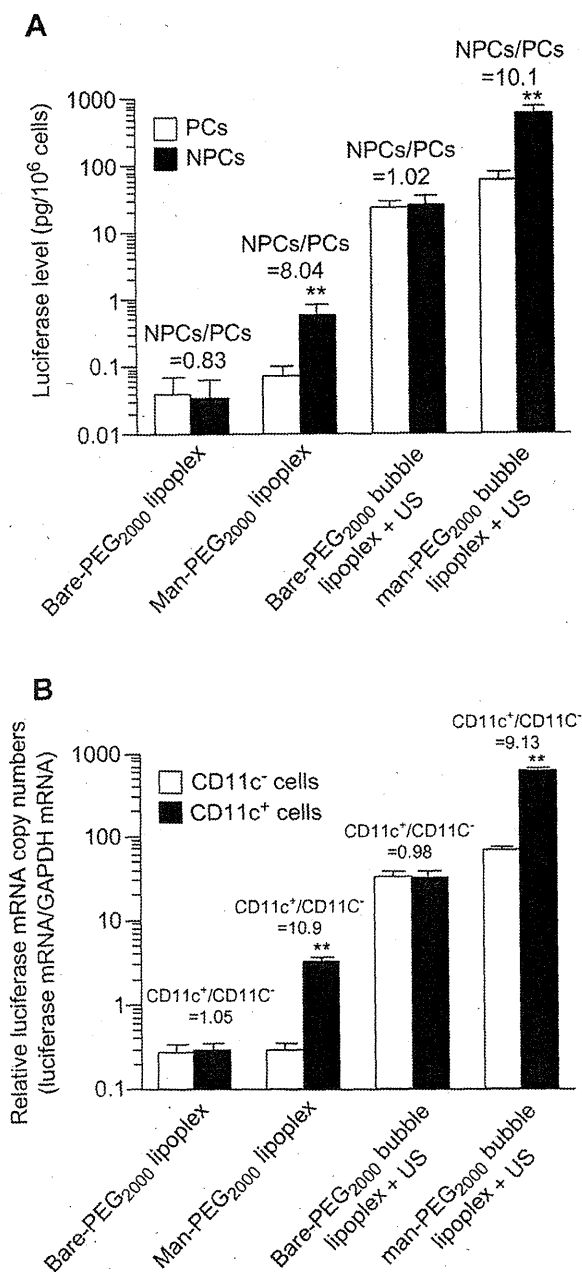 A
NPCs/PCs
=10.1
**
1000
100
10
1
0.1
0.01
Luciferase level (pg/10⁶ cells)
PCs
NPCs
NPCs/PCs
=1.02
NPCs/PCs
=8.04
**
NPCs/PCs
=0.83
Bare-PEG₂₀₀₀ lipoplex
Man-PEG₂₀₀₀ lipoplex
Bare-PEG₂₀₀₀ bubble
lipoplex + US
man-PEG₂₀₀₀ bubble
lipoplex + US
B
CD11c⁺/CD11C⁻
=9.13
**
1000
100
10
1
0.1
Relative luciferase mRNA copy numbers
(luciferase mRNA/GAPDH mRNA)
CD11c⁻ cells
CD11c⁺ cells
CD11c⁺/CD11C⁻
=0.98
CD11c⁺/CD11C⁻
=10.9
**
CD11c⁺/CD11C⁻
=1.05
Bare-PEG₂₀₀₀ lipoplex
Man-PEG₂₀₀₀ lipoplex
Bare-PEG₂₀₀₀ bubble
lipoplex + US
man-PEG₂₀₀₀ bubble
lipoplex + US